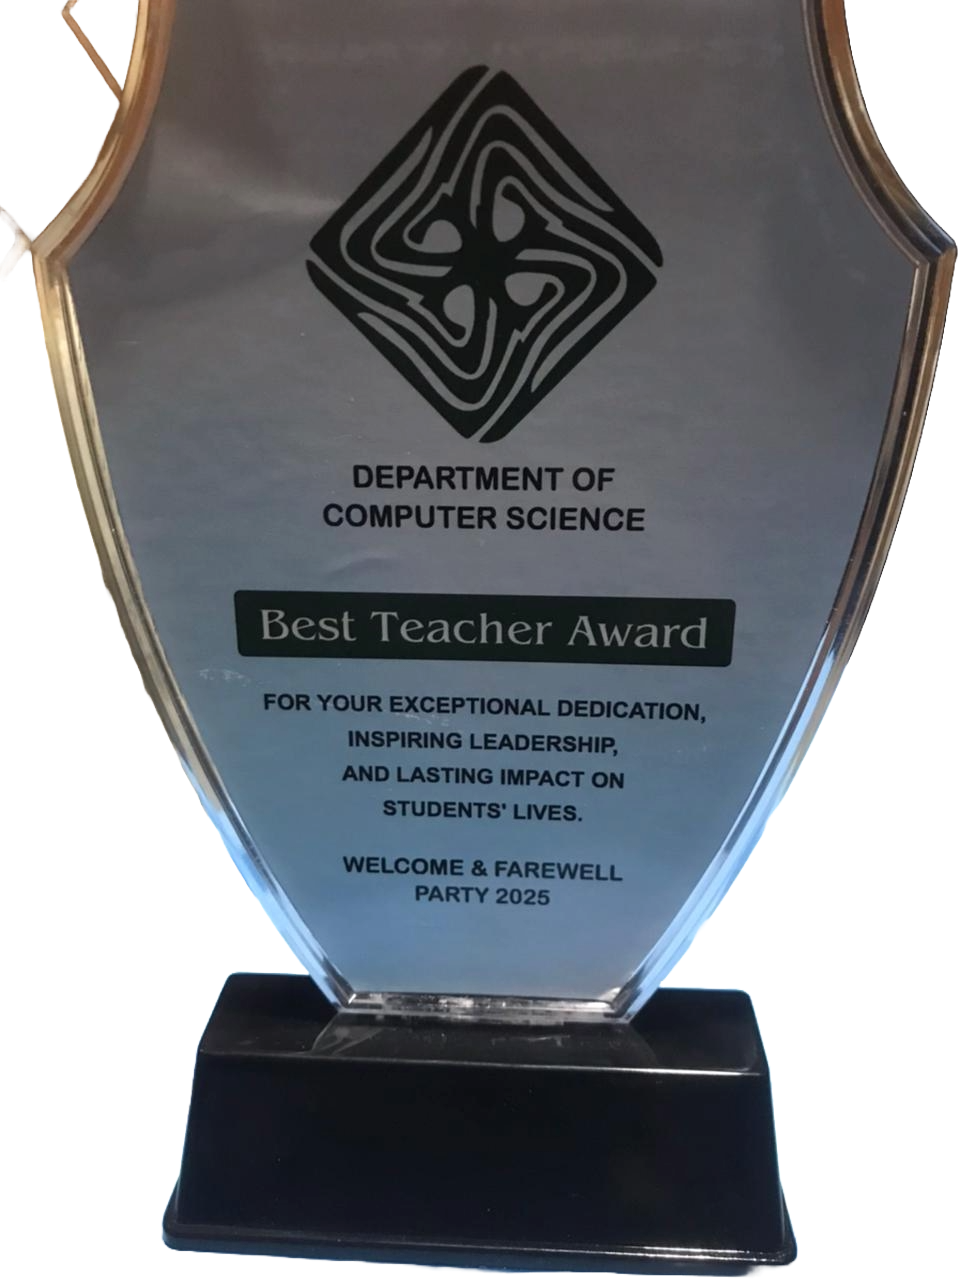 DEPARTMENT OF
COMPUTER SCIENCE
Best Teacher Award
FOR YOUR EXCEPTIONAL DEDICATION,
INSPIRING LEADERSHIP,
AND LASTING IMPACT ON
STUDENTS' LIVES.
WELCOME & FAREWELL
PARTY 2025